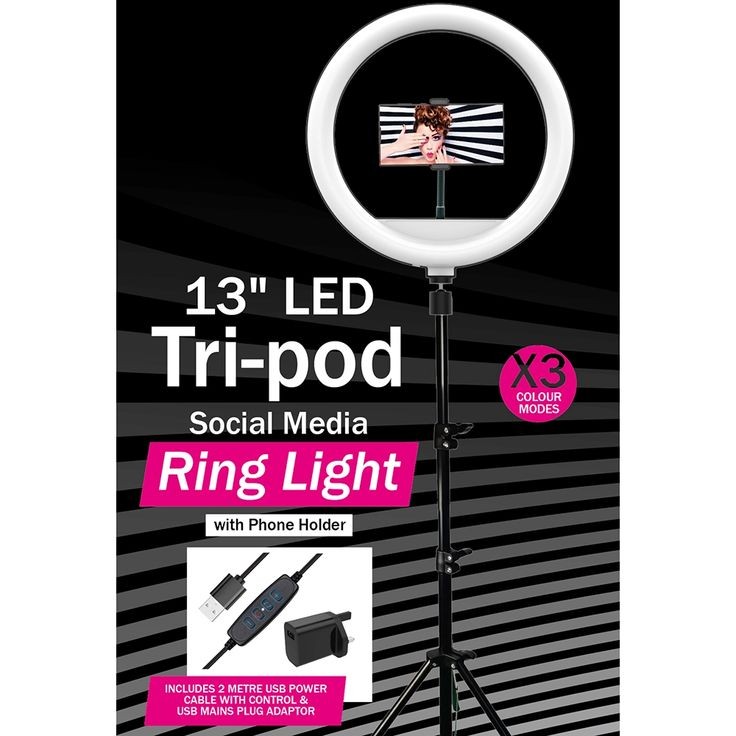 13" LED
Tri-pod
Social Media
Ring Light
with Phone Holder
X3
COLOUR
MODES
INCLUDES 2 METRE USB POWER
CABLE WITH CONTROL &
USB MAINS PLUG ADAPTOR